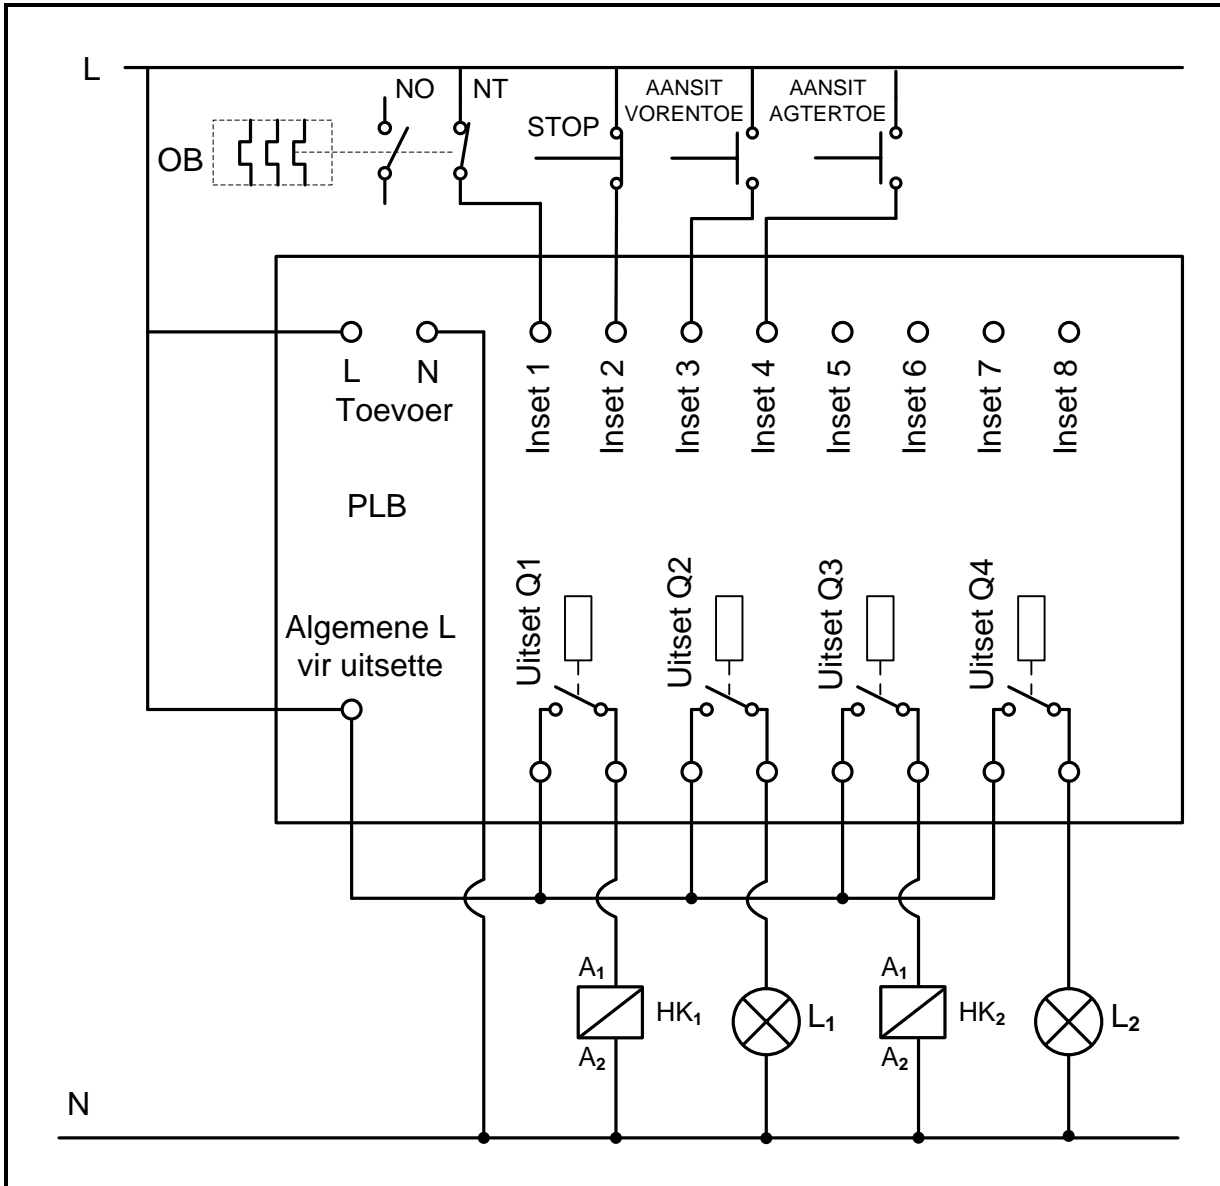 L
NO
NT
STOP
AANSIT
VORENTOE
AANSIT
AGTERTOE
OB
L
N
Toevoer
Inset 1
Inset 2
Inset 3
Inset 4
Inset 5
Inset 6
Inset 7
Inset 8
PLB
Algemene L
vir uitsette
Uitset Q1
Uitset Q2
Uitset Q3
Uitset Q4
A1
HK1
A2
L1
A1
HK2
A2
L2
N